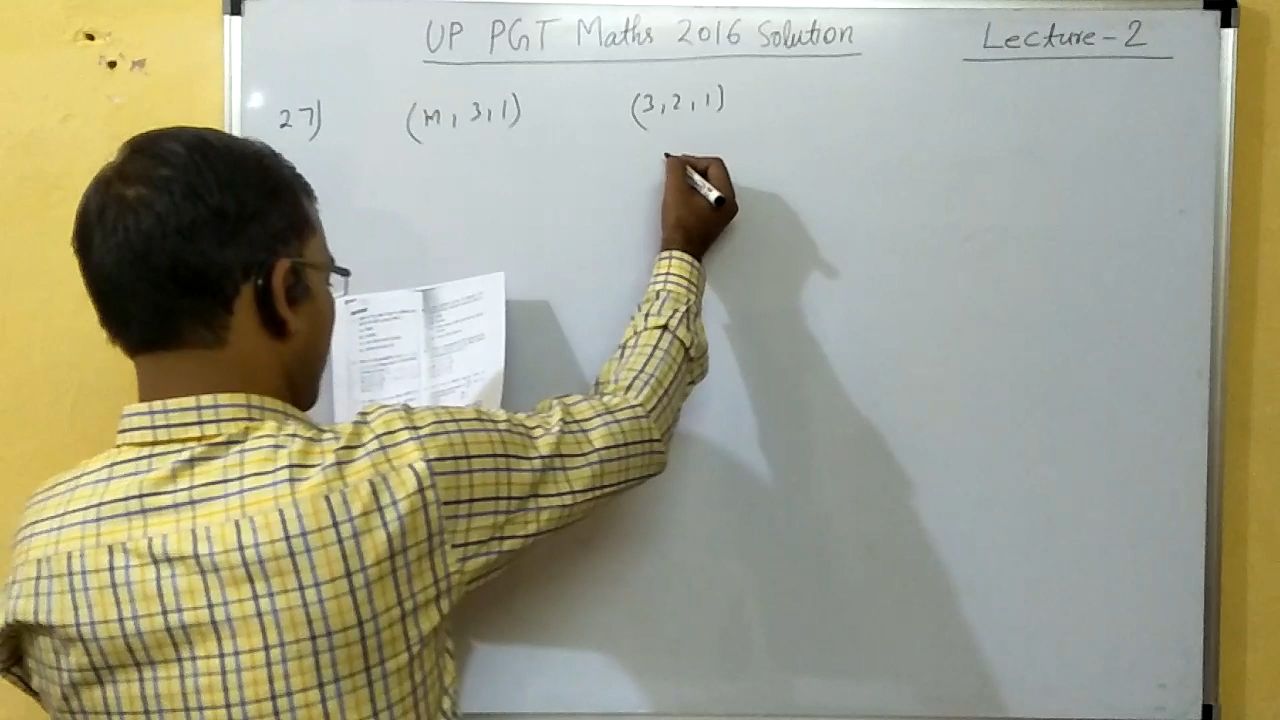 UP PGT Maths 2016 Solution Lecture-2
27) (m, 3, 1) (3, 2, 1)